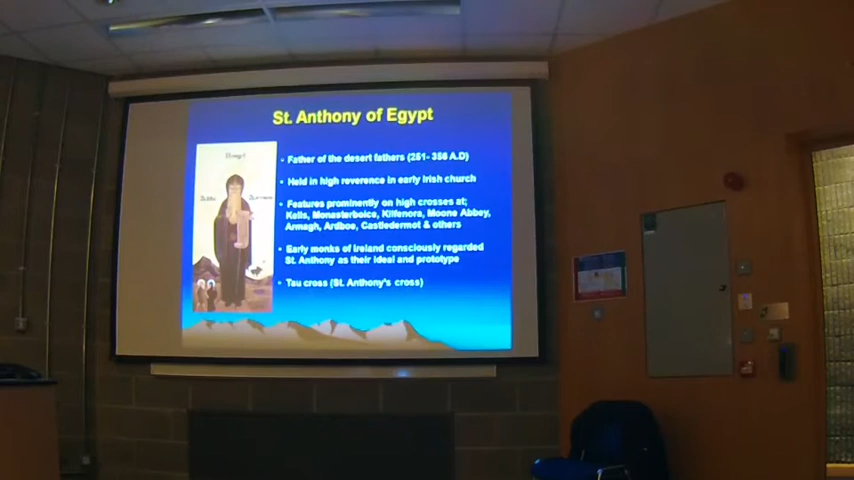 St. Anthony of Egypt
Father of the desert fathers (251- 356 A.D)
Held in high reverence in early Irish church
Features prominently on high crosses at;
Kells, Monasterboice, Kilfenora, Moone Abbey,
Armagh, Ardboe, Castledermot & others
Early monks of Ireland consciously regarded
St. Anthony as their ideal and prototype
Tau cross (St. Anthony's cross)